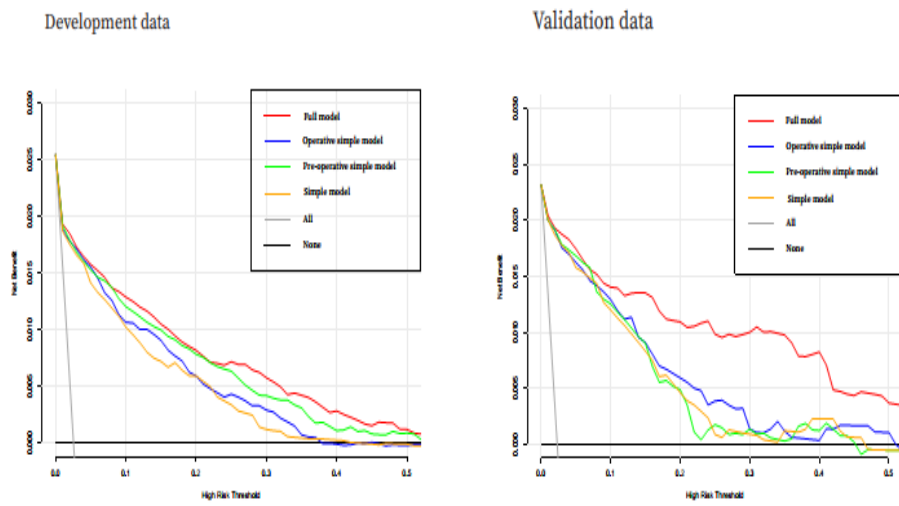 Development data
Validation data
Full model
Operative simple model
Pre-operative simple model
Simple model
All
None
0.030
0.025
0.020
0.015
0.010
0.005
0.000
Net Benefit
0.0 0.1 0.2 0.3 0.4 0.5
High Risk Threshold
Full model
Operative simple model
Pre-operative simple model
Simple model
All
None
0.030
0.025
0.020
0.015
0.010
0.005
0.000
Net Benefit
0.0 0.1 0.2 0.3 0.4 0.5
High Risk Threshold